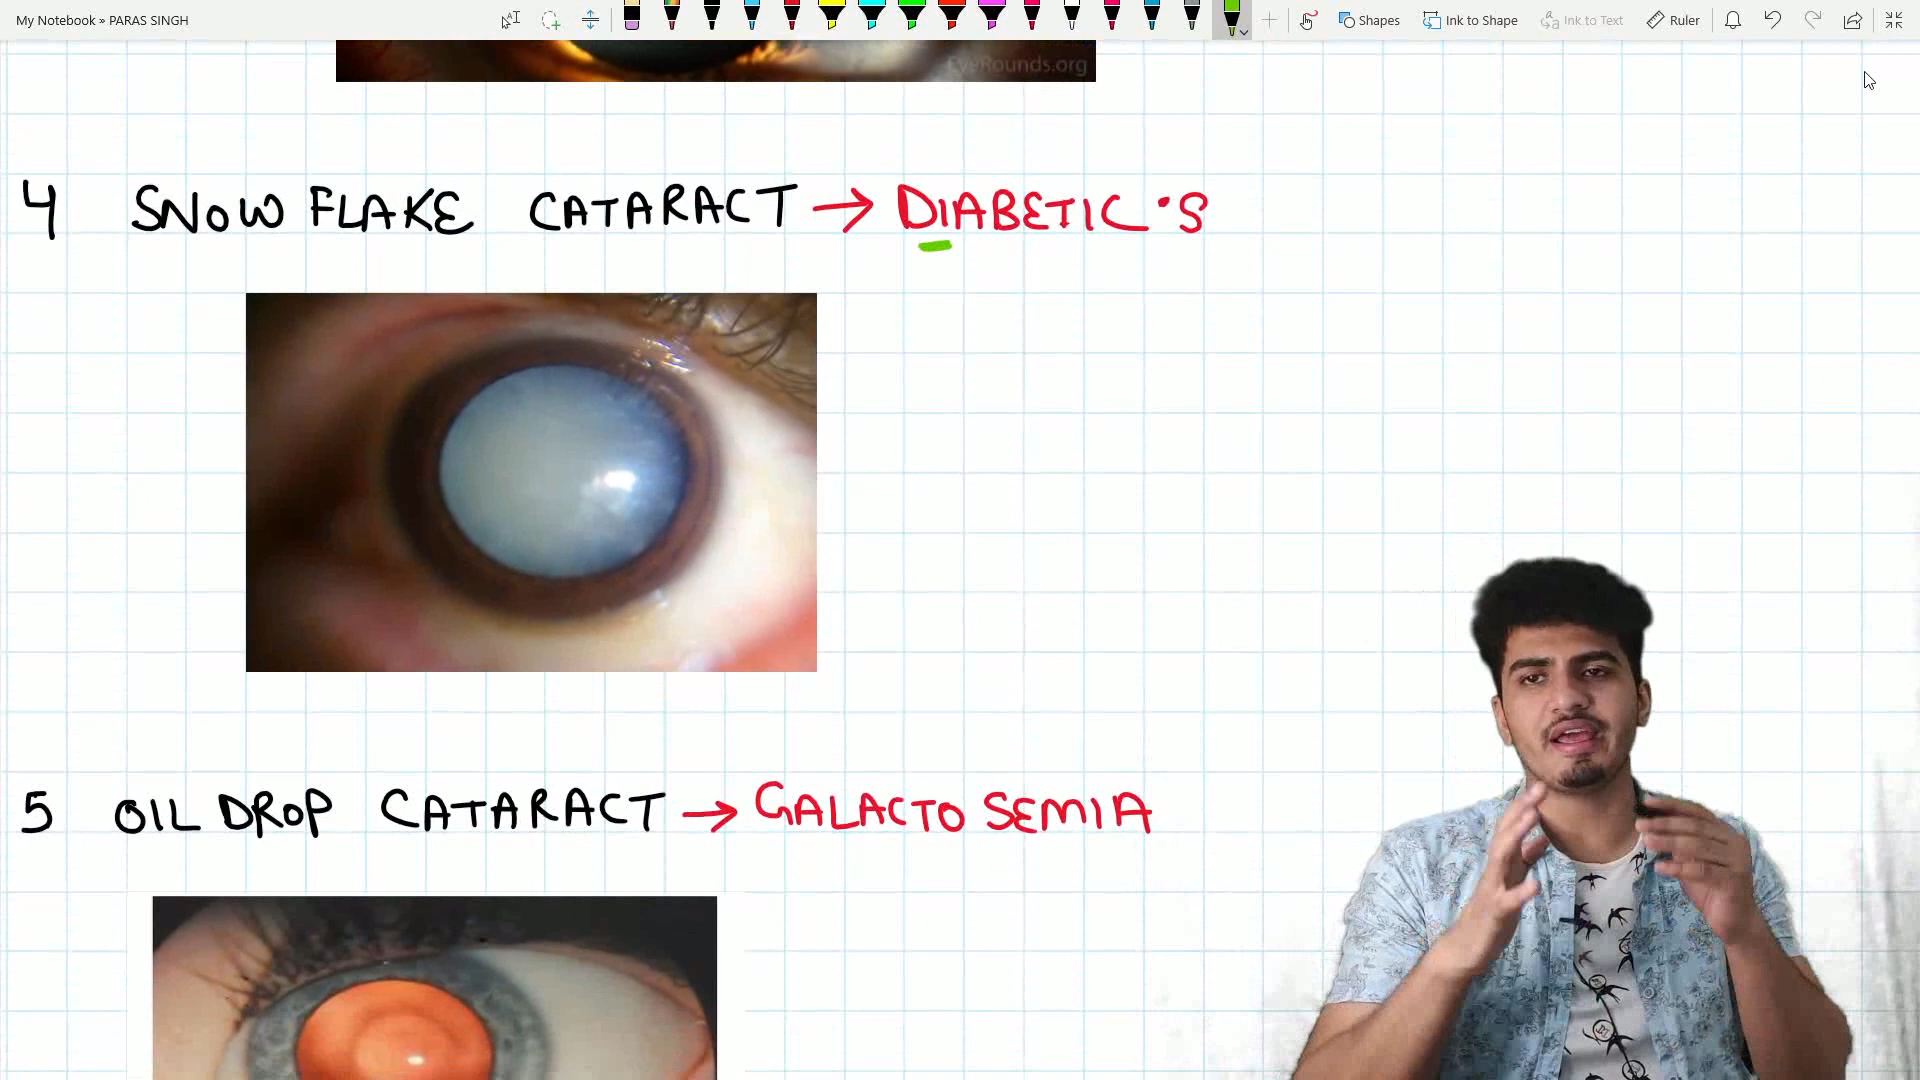 My Notebook » PARAS SINGH
Shapes
Ink to Shape
Ink to Text
Ruler
EyeRounds.org
4 SNOW FLAKE CATARACT → DIABETIC'S
5 OIL DROP CATARACT → GALACTO SEMIA